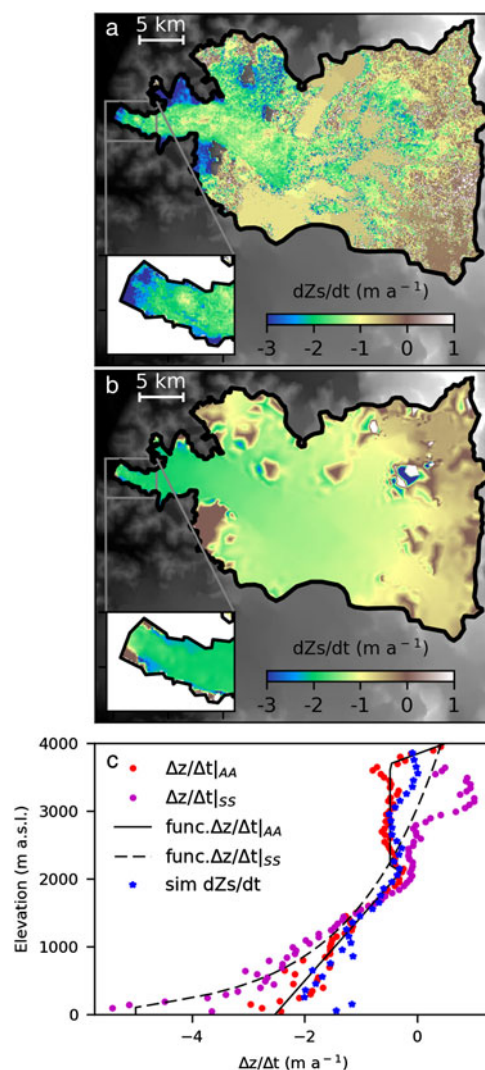 a
5 km
dZs/dt (m a⁻¹)
-3 -2 -1 0 1
b
5 km
dZs/dt (m a⁻¹)
-3 -2 -1 0 1
c
4000
3000
2000
1000
0
Elevation (m a.s.l.)
Δz/Δt|AA
Δz/Δt|SS
func.Δz/Δt|AA
func.Δz/Δt|SS
sim dZs/dt
−4 −2 0
Δz/Δt (m a⁻¹)